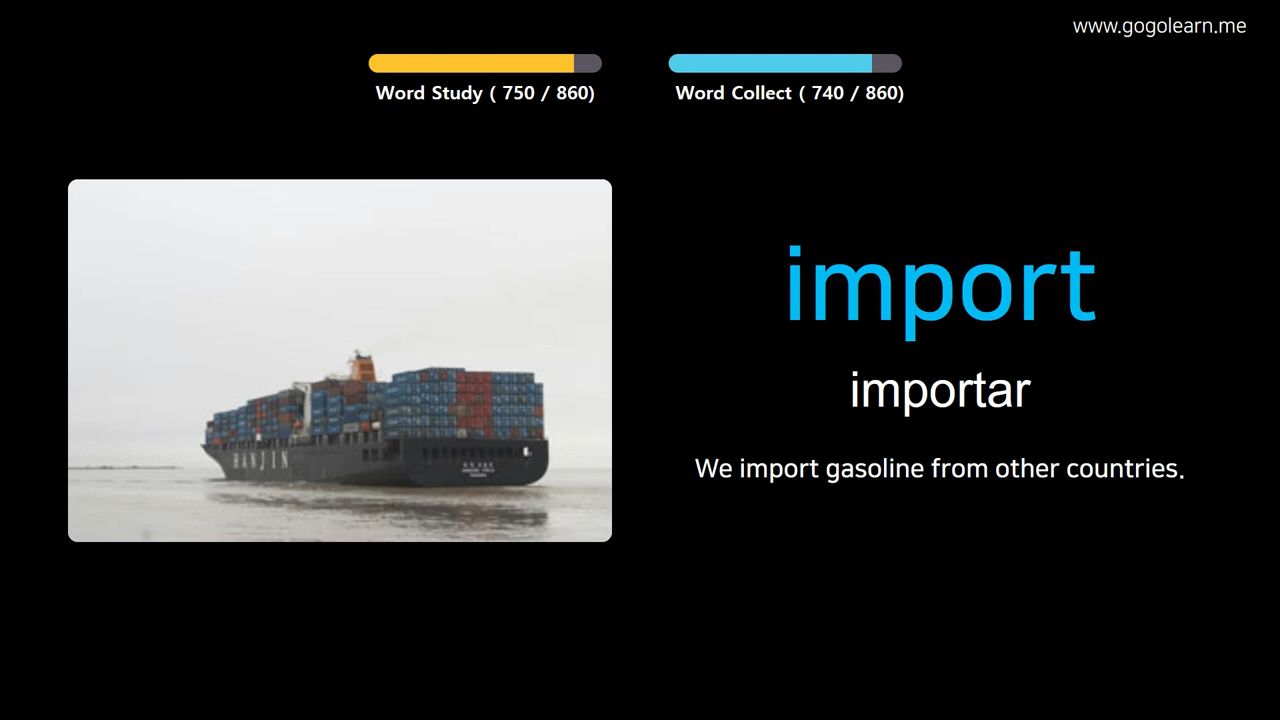 www.gogolearn.me
Word Study ( 750 / 860)
Word Collect ( 740 / 860)
import
importar
We import gasoline from other countries.
HANJIN